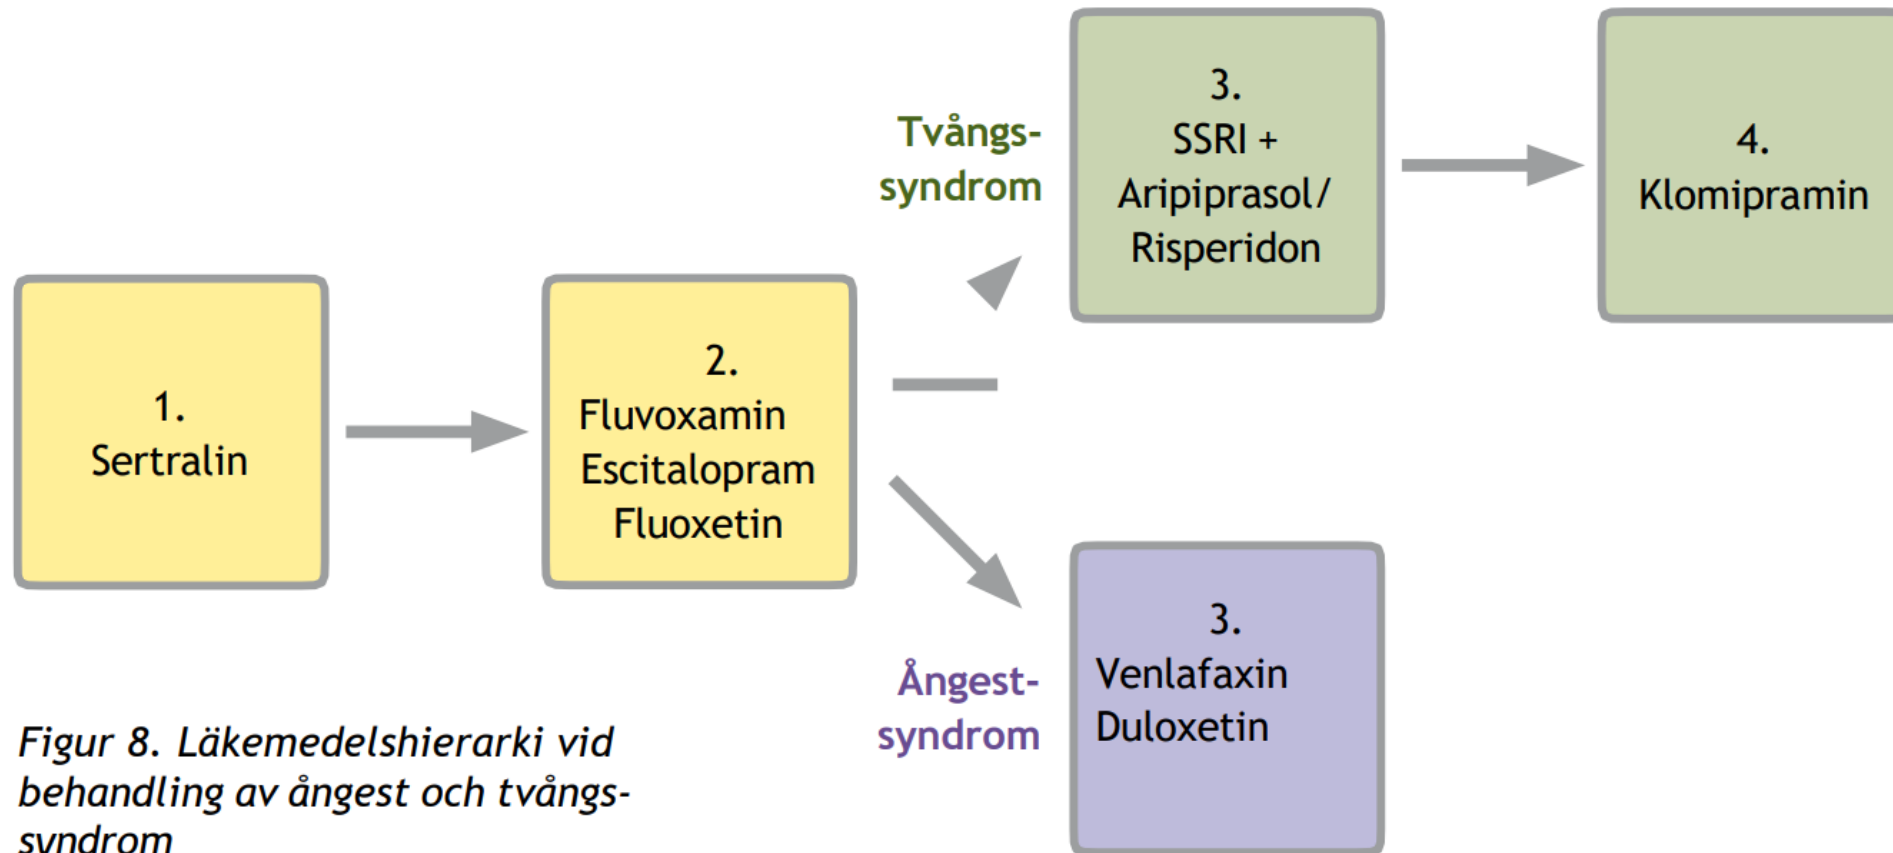 1.
Sertralin
2.
Fluvoxamin
Escitalopram
Fluoxetin
Tvångs-
syndrom
3.
SSRI +
Aripiprasol/
Risperidon
4.
Klomipramin
Ångest-
syndrom
3.
Venlafaxin
Duloxetin
Figur 8. Läkemedelshierarki vid
behandling av ångest och tvångs-
syndrom